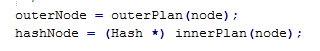 outerNode = outerPlan(node);
hashNode = (Hash *) innerPlan(node);